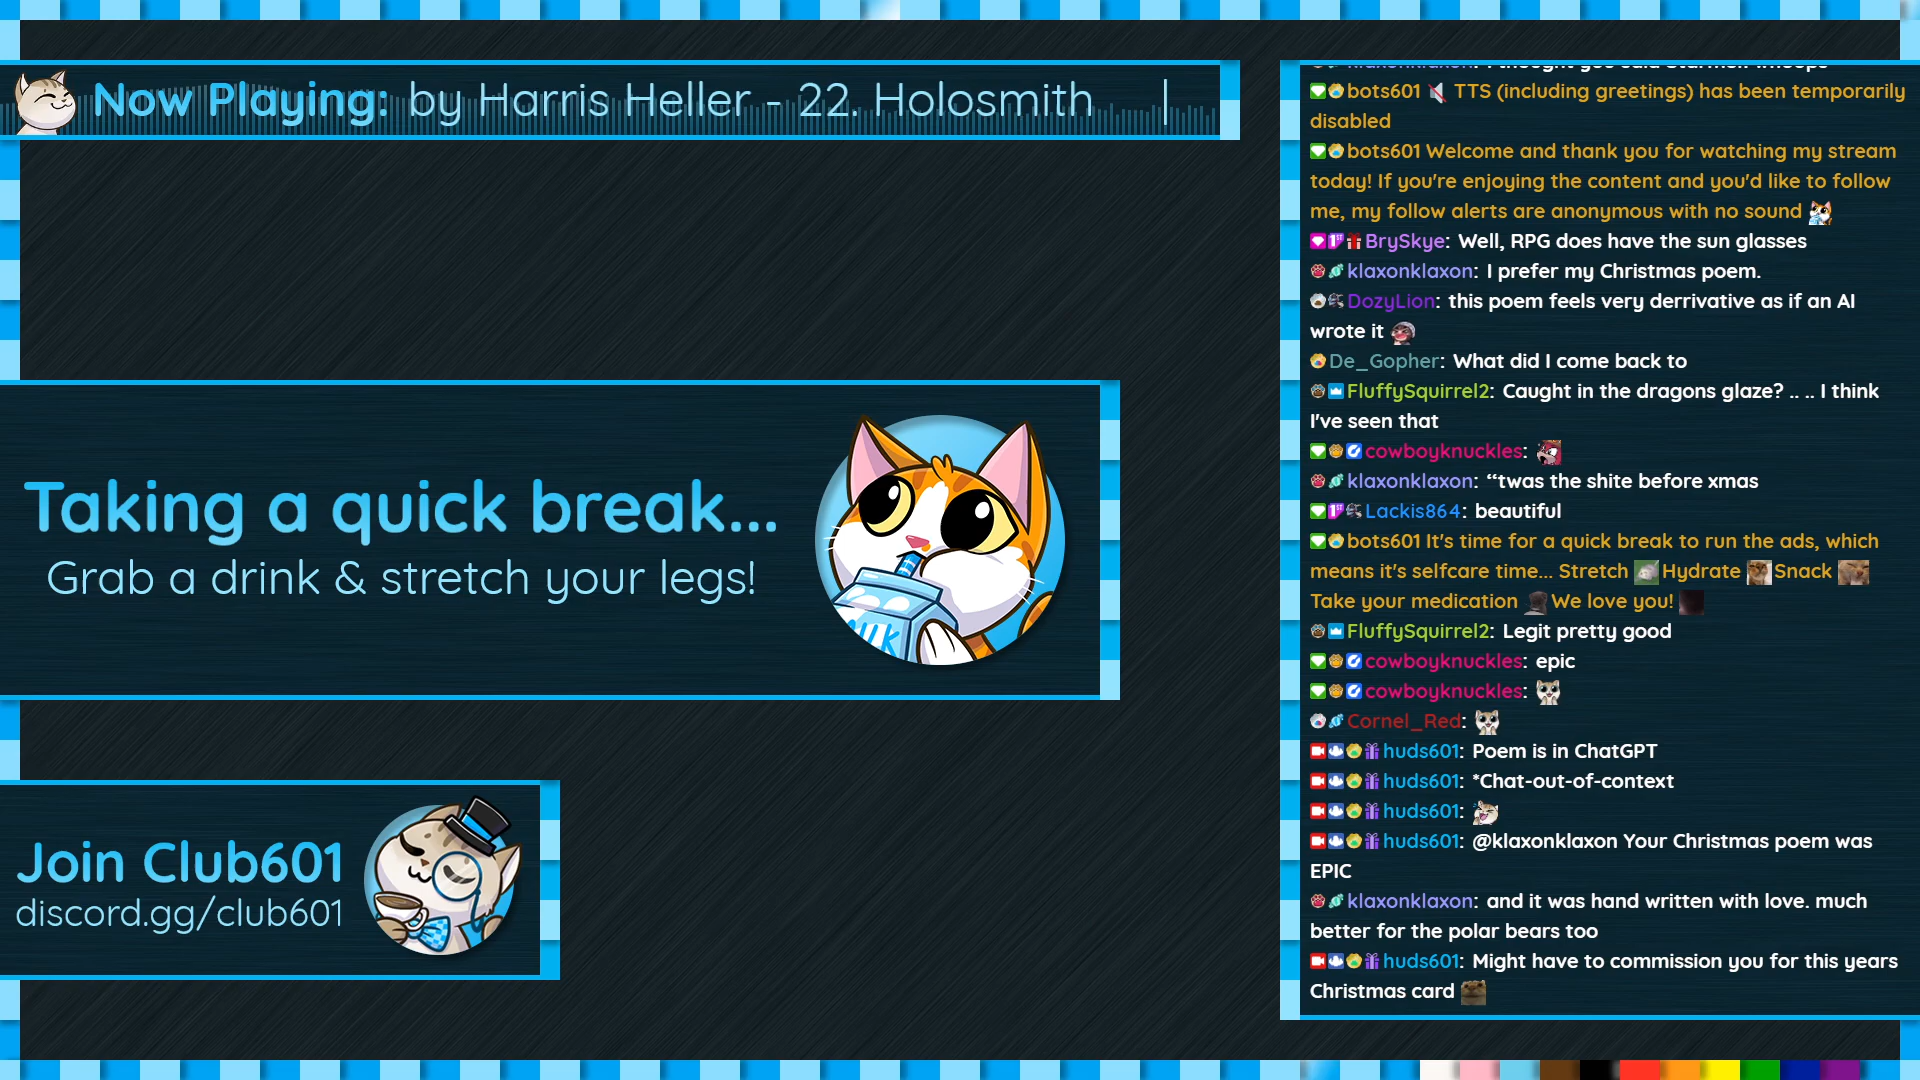 Now Playing: by Harris Heller - 22. Holosmith |
Taking a quick break...
Grab a drink & stretch your legs!
MILK
Join Club601
discord.gg/club601
bots601 TTS (including greetings) has been temporarily
disabled
bots601 Welcome and thank you for watching my stream
today! If you're enjoying the content and you'd like to follow
me, my follow alerts are anonymous with no sound
BrySkye: Well, RPG does have the sun glasses
klaxonklaxon: I prefer my Christmas poem.
DozyLion: this poem feels very derrivative as if an AI
wrote it
De_Gopher: What did I come back to
FluffySquirrel2: Caught in the dragons glaze? .. .. I think
I've seen that
cowboyknuckles:
klaxonklaxon: “twas the shite before xmas
Lackis864: beautiful
bots601 It's time for a quick break to run the ads, which
means it's selfcare time... Stretch Hydrate Snack
Take your medication We love you!
FluffySquirrel2: Legit pretty good
cowboyknuckles: epic
cowboyknuckles:
Cornel_Red:
huds601: Poem is in ChatGPT
huds601: *Chat-out-of-context
huds601:
huds601: @klaxonklaxon Your Christmas poem was
EPIC
klaxonklaxon: and it was hand written with love. much
better for the polar bears too
huds601: Might have to commission you for this years
Christmas card